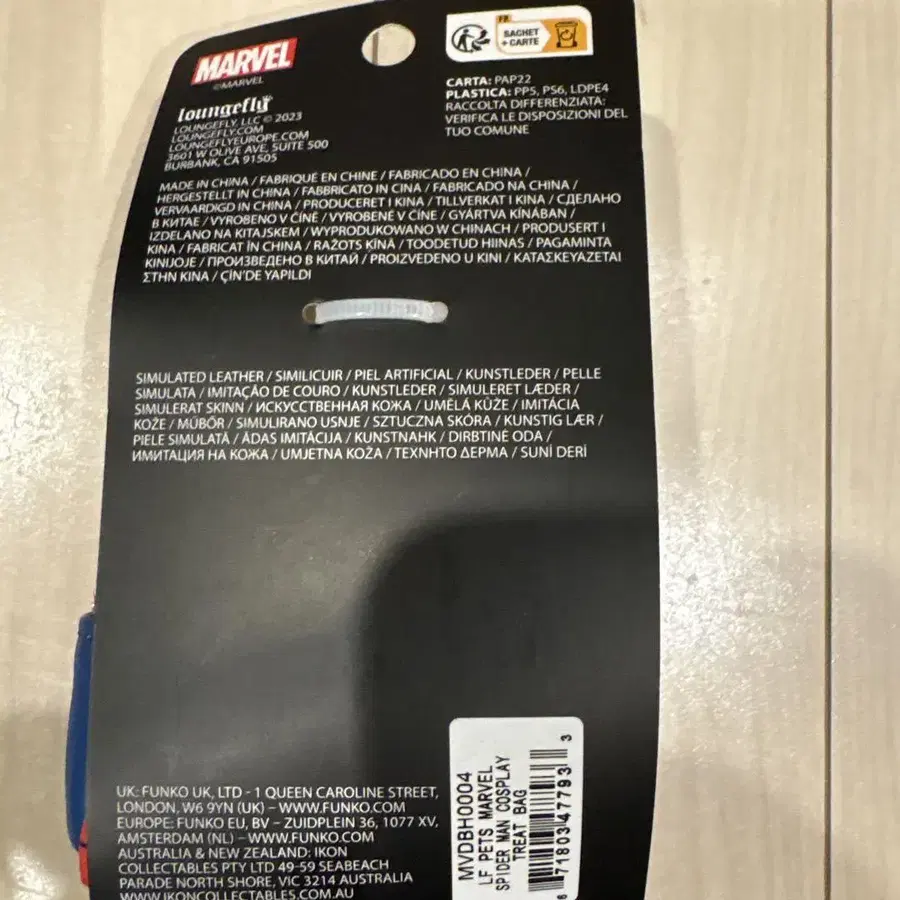 MARVEL
©MARVEL
loungefly
LOUNGEFLY, LLC © 2023
LOUNGEFLY.COM
LOUNGEFLYEUROPE.COM
3601 W OLIVE AVE, SUITE 500
BURBANK, CA 91505
FR
SACHET
+ CARTE
CARTA: PAP22
PLASTICA: PP5, PS6, LDPE4
RACCOLTA DIFFERENZIATA:
VERIFICA LE DISPOSIZIONI DEL
TUO COMUNE
MADE IN CHINA / FABRIQUÉ EN CHINE / FABRICADO EN CHINA /
HERGESTELLT IN CHINA / FABBRICATO IN CINA / FABRICADO NA CHINA /
VERVAARDIGD IN CHINA / PRODUCERET I KINA / TILLVERKAT I KINA / СДЕЛАНО
В КИТАЕ / VYROBENO V ČÍNĚ / VYROBENÉ V ČÍNE / GYÁRTVA KÍNÁBAN /
IZDELANO NA KITAJSKEM / WYPRODUKOWANO W CHINACH / PRODUSERT I
KINA / FABRICAT ÎN CHINA / RAŽOTS ĶĪNĀ / TOODETUD HIINAS / PAGAMINTA
KINIJOJE / ПРОИЗВЕДЕНО В КИТАЙ / PROIZVEDENO U KINI / ΚΑΤΑΣΚΕΥΑΖΕΤΑΙ
ΣΤΗΝ ΚΙΝΑ / ÇİN'DE YAPILDI
SIMULATED LEATHER / SIMILICUIR / PIEL ARTIFICIAL / KUNSTLEDER / PELLE
SIMULATA / IMITAÇÃO DE COURO / KUNSTLEDER / SIMULERET LÆDER /
SIMULERAT SKINN / ИСКУССТВЕННАЯ КОЖА / UMĚLÁ KŮŽE / IMITÁCIA
KOŽE / MŰBŐR / SIMULIRANO USNJE / SZTUCZNA SKÓRA / KUNSTIG LÆR /
PIELE SIMULATĂ / ĀDAS IMITĀCIJA / KUNSTNAHK / DIRBTINĖ ODA /
ИМИТАЦИЯ НА КОЖА / UMJETNA KOŽA / ΤΕΧΝΗΤΟ ΔΕΡΜΑ / SUNİ DERİ
UK: FUNKO UK, LTD - 1 QUEEN CAROLINE STREET,
LONDON, W6 9YN (UK) – WWW.FUNKO.COM
EUROPE: FUNKO EU, BV – ZUIDPLEIN 36, 1077 XV,
AMSTERDAM (NL) – WWW.FUNKO.COM
AUSTRALIA & NEW ZEALAND: IKON
COLLECTABLES PTY LTD 49-59 SEABEACH
PARADE NORTH SHORE, VIC 3214 AUSTRALIA
WWW.IKONCOLLECTABLES.COM.AU
MVDBH0004
LF PETS MARVEL
SPIDER MAN COSPLAY
TREAT BAG
6 71803 47793 3